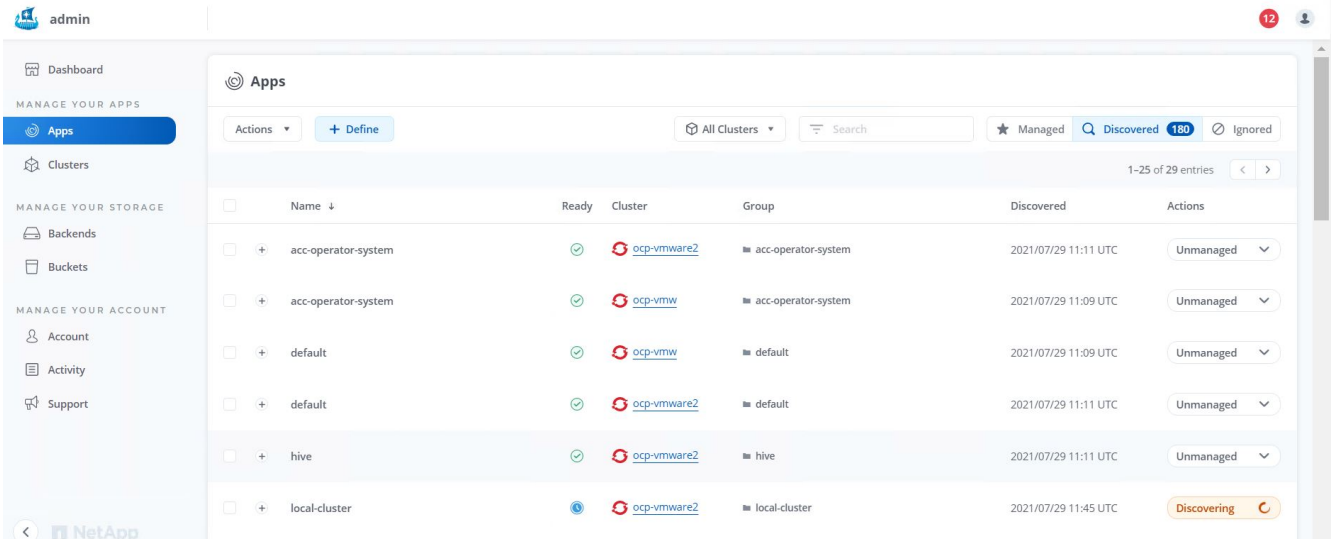 admin
12
Dashboard
MANAGE YOUR APPS
Apps
Clusters
MANAGE YOUR STORAGE
Backends
Buckets
MANAGE YOUR ACCOUNT
Account
Activity
Support
NetApp
Apps
Actions + Define All Clusters Search Managed Discovered 180 Ignored
1-25 of 29 entries
Name Ready Cluster Group Discovered Actions
acc-operator-system ocp-vmware2 acc-operator-system 2021/07/29 11:11 UTC Unmanaged
acc-operator-system ocp-vmw acc-operator-system 2021/07/29 11:09 UTC Unmanaged
default ocp-vmw default 2021/07/29 11:09 UTC Unmanaged
default ocp-vmware2 default 2021/07/29 11:11 UTC Unmanaged
hive ocp-vmware2 hive 2021/07/29 11:11 UTC Unmanaged
local-cluster ocp-vmware2 local-cluster 2021/07/29 11:45 UTC Discovering